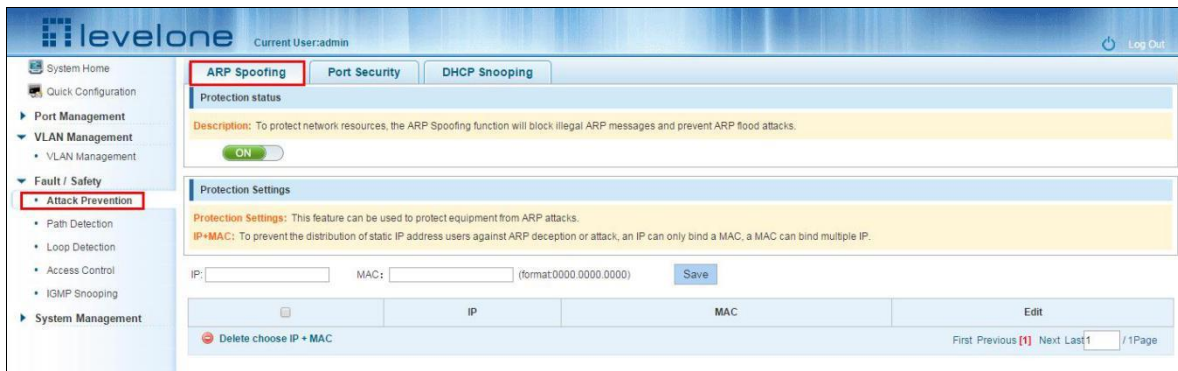 levelone
Current User:admin
Log Out
System Home
Quick Configuration
Port Management
VLAN Management
• VLAN Management
Fault / Safety
• Attack Prevention
• Path Detection
• Loop Detection
• Access Control
• IGMP Snooping
System Management
ARP Spoofing
Port Security
DHCP Snooping
Protection status
Description: To protect network resources, the ARP Spoofing function will block illegal ARP messages and prevent ARP flood attacks.
ON
Protection Settings
Protection Settings: This feature can be used to protect equipment from ARP attacks.
IP+MAC: To prevent the distribution of static IP address users against ARP deception or attack, an IP can only bind a MAC, a MAC can bind multiple IP.
IP: MAC: (format:0000.0000.0000) Save
IP MAC Edit
Delete choose IP + MAC
First Previous [1] Next Last 1 / 1Page